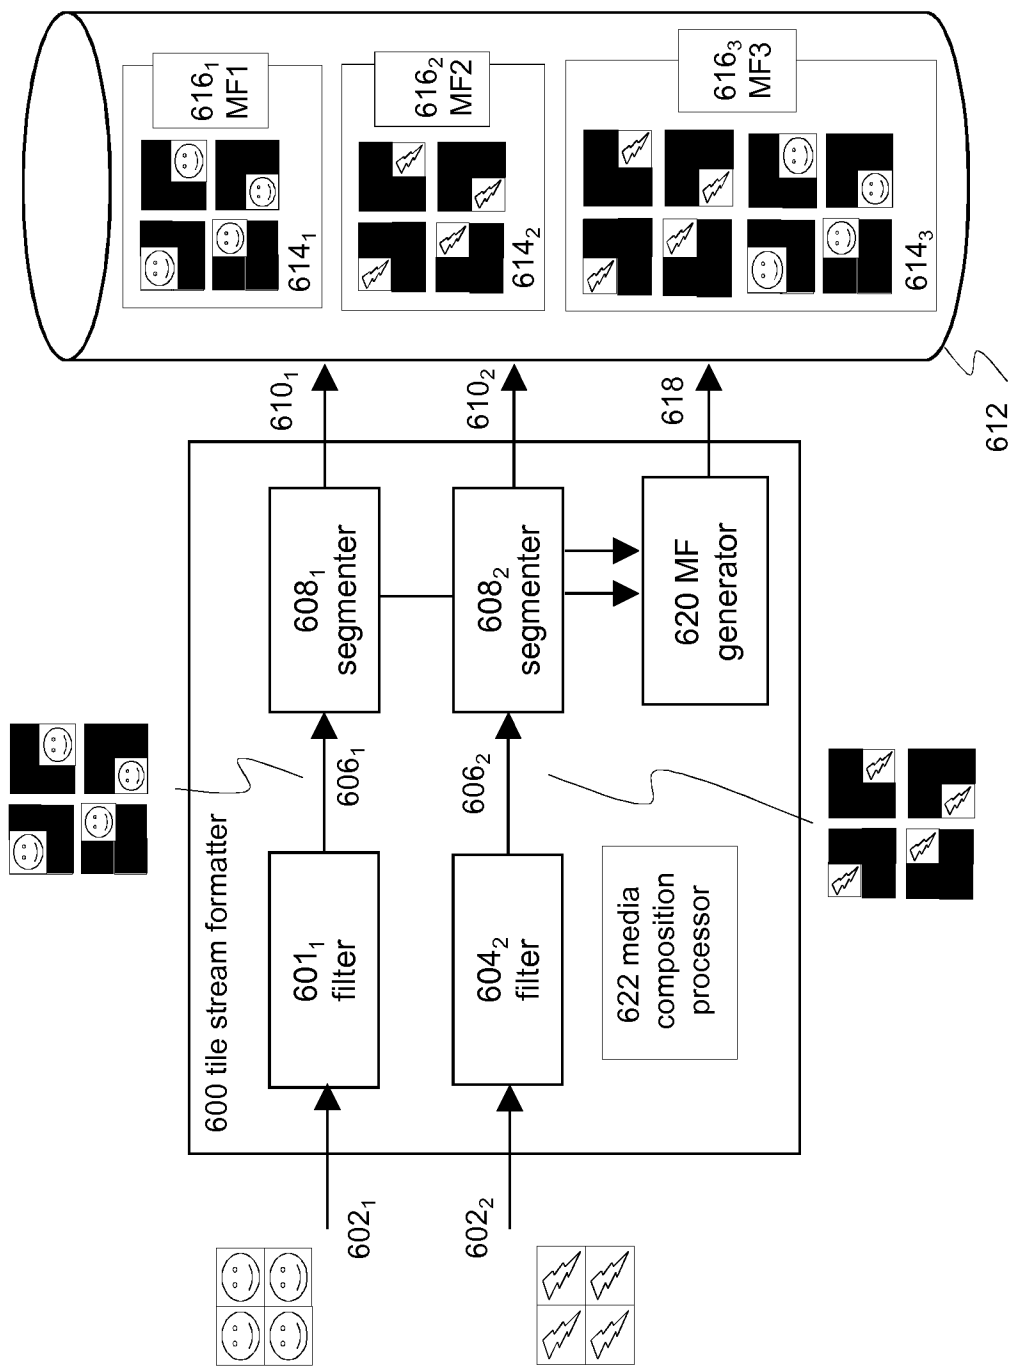 600 tile stream formatter
602₁
601₁
filter
606₁
608₁
segmenter
610₁
602₂
604₂
filter
606₂
608₂
segmenter
610₂
622 media
composition
processor
620 MF
generator
618
612
616₁
MF1
614₁
616₂
MF2
614₂
616₃
MF3
614₃